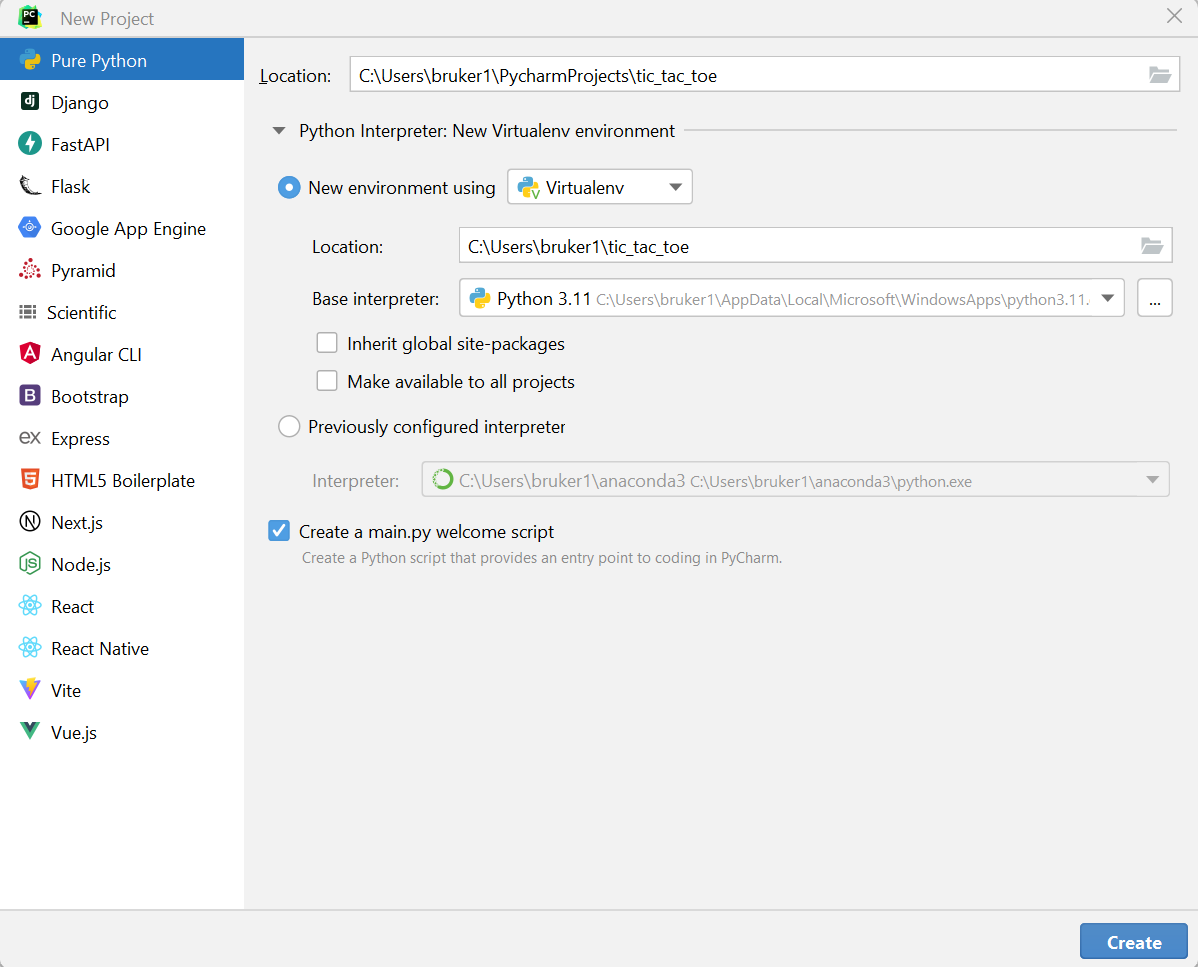 PC
New Project
Pure Python
dj Django
FastAPI
Flask
Google App Engine
Pyramid
Scientific
A Angular CLI
B Bootstrap
ex Express
5 HTML5 Boilerplate
N Next.js
JS Node.js
React
React Native
Vite
Vue.js
Location: C:\Users\bruker1\PycharmProjects\tic_tac_toe
Python Interpreter: New Virtualenv environment
New environment using V Virtualenv
Location: C:\Users\bruker1\tic_tac_toe
Base interpreter: Python 3.11 C:\Users\bruker1\AppData\Local\Microsoft\WindowsApps\python3.11. ...
Inherit global site-packages
Make available to all projects
Previously configured interpreter
Interpreter: C:\Users\bruker1\anaconda3 C:\Users\bruker1\anaconda3\python.exe
Create a main.py welcome script
Create a Python script that provides an entry point to coding in PyCharm.
Create